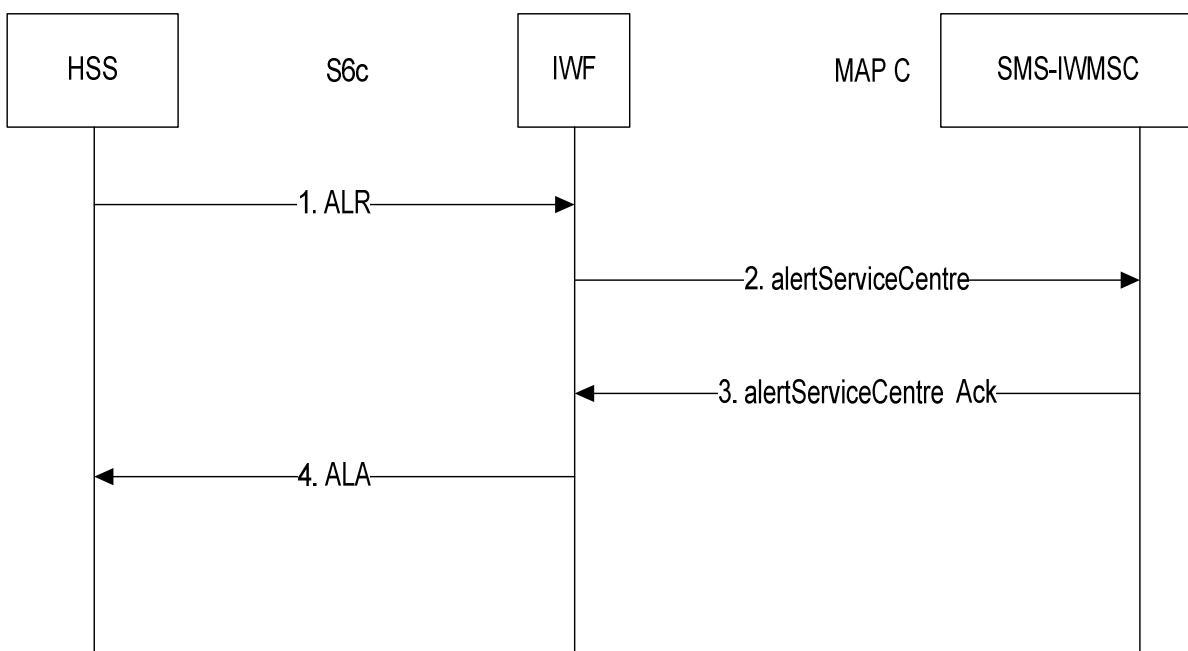 HSS
S6c
IWF
MAP C
SMS-IWMSC
1. ALR
2. alertServiceCentre
3. alertServiceCentre Ack
4. ALA